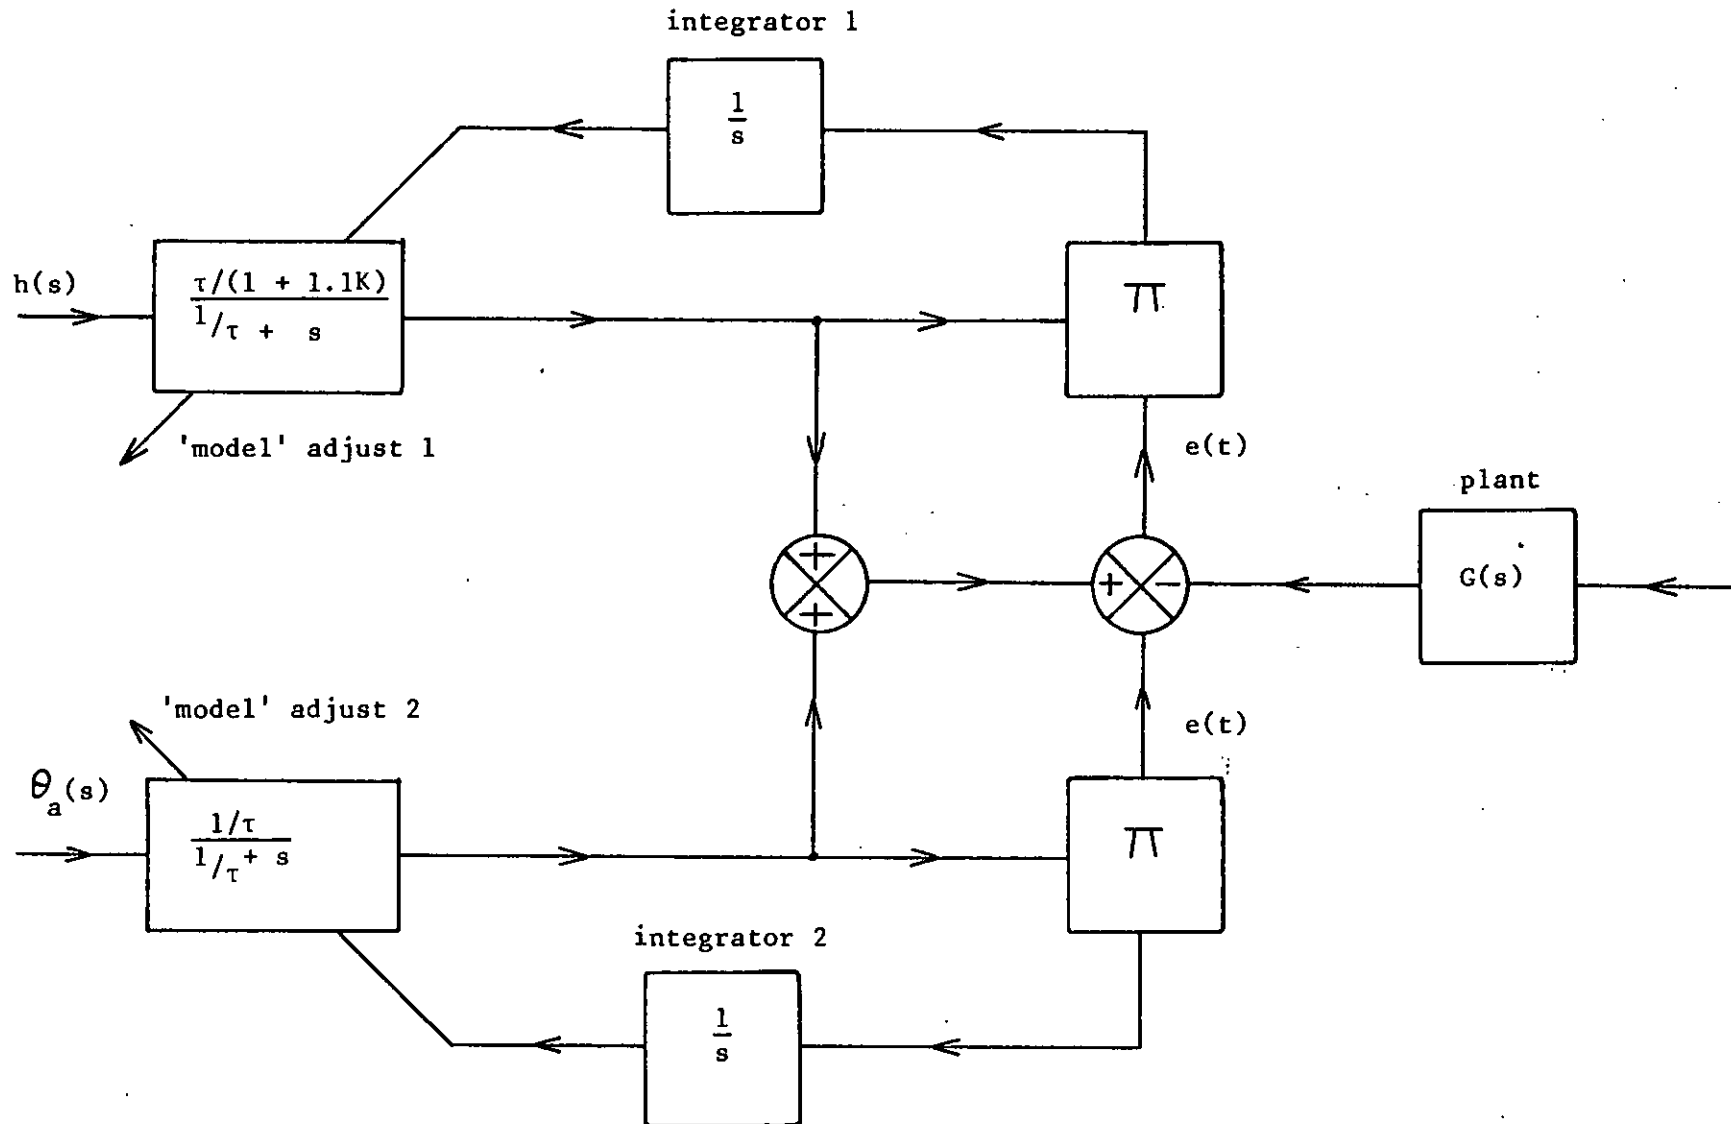 integrator 1
1
s
h(s)
τ/(1 + 1.1K)
1/τ + s
π
'model' adjust 1
e(t)
plant
+
+
+
−
G(s)
'model' adjust 2
e(t)
θa(s)
1/τ
1/τ + s
π
integrator 2
1
s